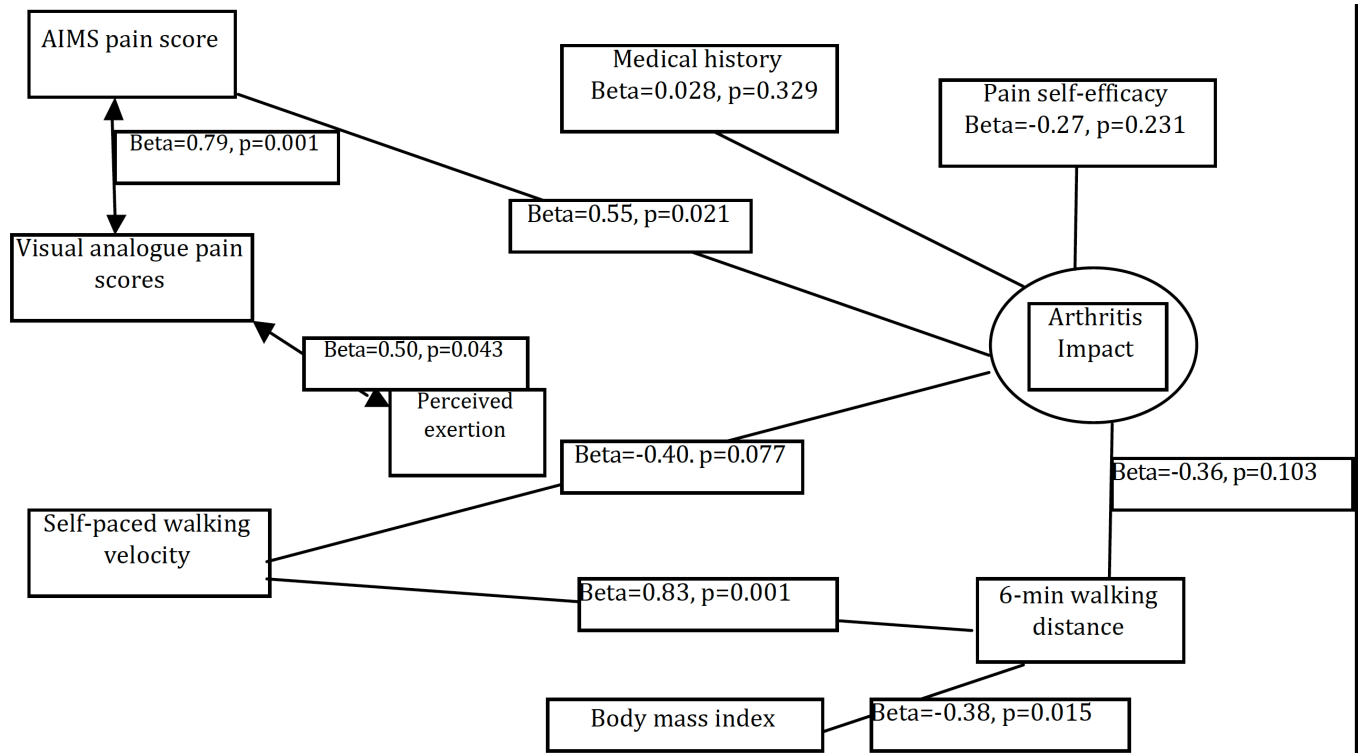 AIMS pain score
Medical history
Beta=0.028, p=0.329
Pain self-efficacy
Beta=-0.27, p=0.231
Beta=0.79, p=0.001
Beta=0.55, p=0.021
Visual analogue pain
scores
Arthritis
Impact
Beta=0.50, p=0.043
Perceived
exertion
Beta=-0.40. p=0.077
Beta=-0.36, p=0.103
Self-paced walking
velocity
Beta=0.83, p=0.001
6-min walking
distance
Body mass index
Beta=-0.38, p=0.015